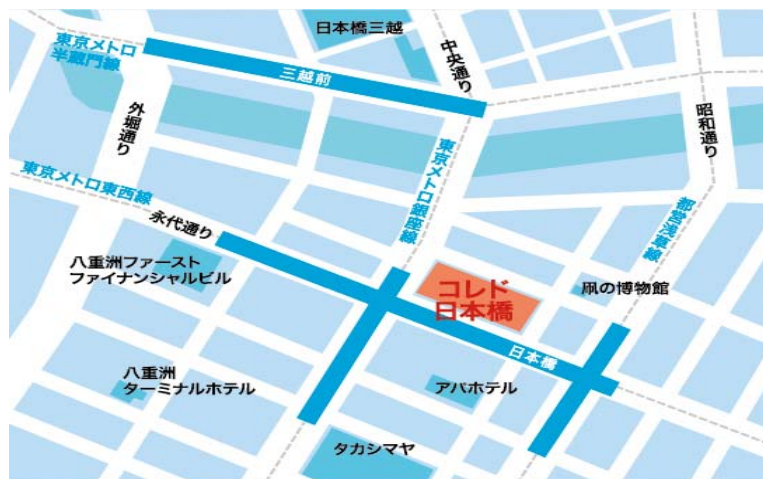 日本橋三越
中央通り
東京メトロ
半蔵門線
三越前
外堀通り
昭和通り
東京メトロ東西線
東京メトロ銀座線
都営浅草線
永代通り
八重洲ファースト
ファイナンシャルビル
コレド
日本橋
凧の博物館
日本橋
八重洲
ターミナルホテル
アパホテル
タカシマヤ